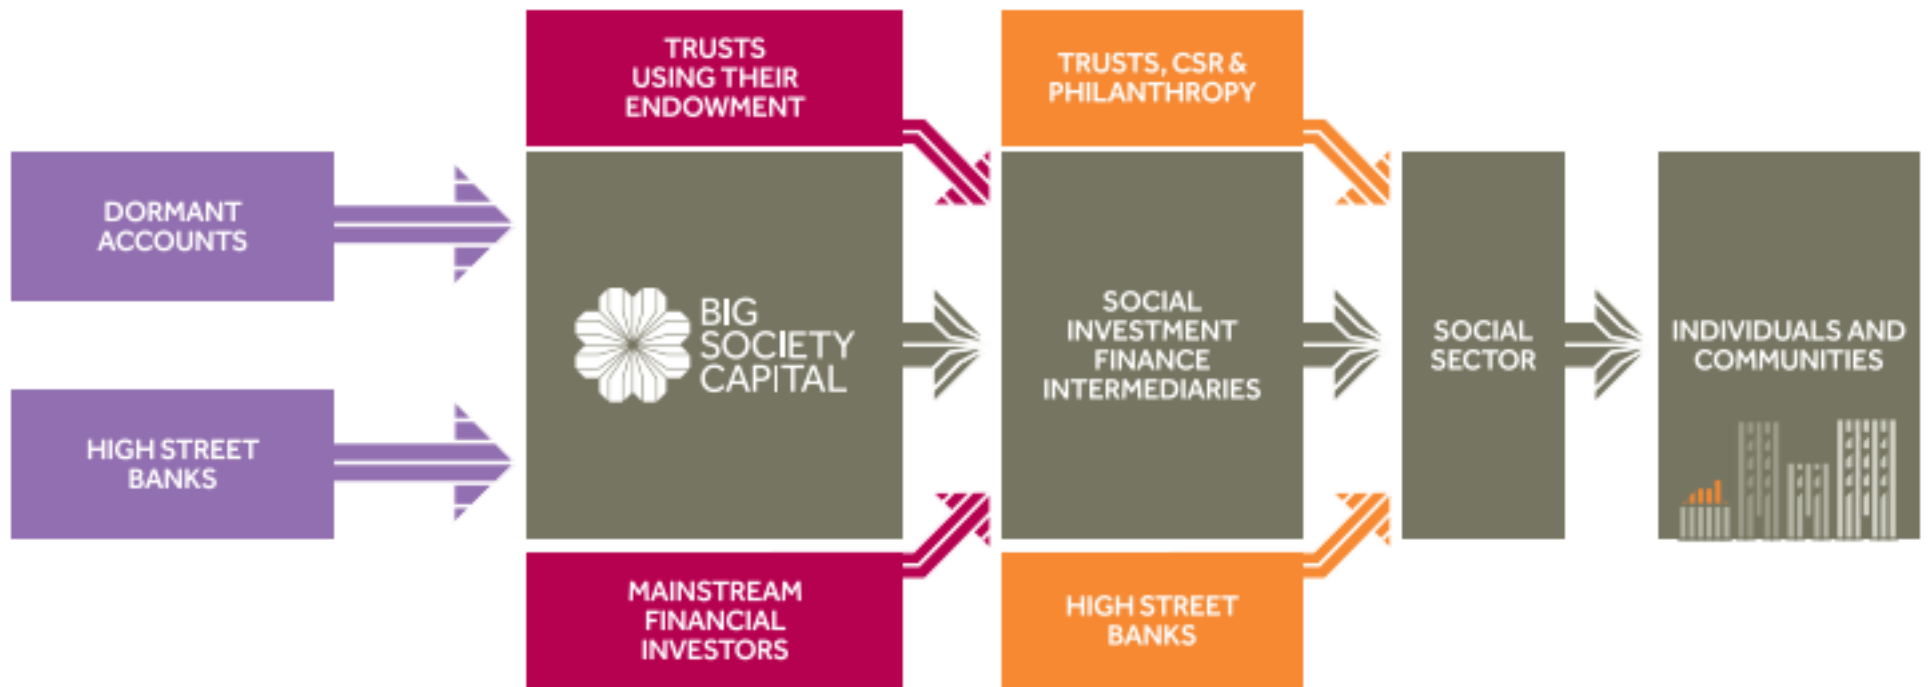 TRUSTS
USING THEIR
ENDOWMENT
TRUSTS, CSR &
PHILANTHROPY
DORMANT
ACCOUNTS
HIGH STREET
BANKS
BIG
SOCIETY
CAPITAL
SOCIAL
INVESTMENT
FINANCE
INTERMEDIARIES
SOCIAL
SECTOR
INDIVIDUALS AND
COMMUNITIES
MAINSTREAM
FINANCIAL
INVESTORS
HIGH STREET
BANKS